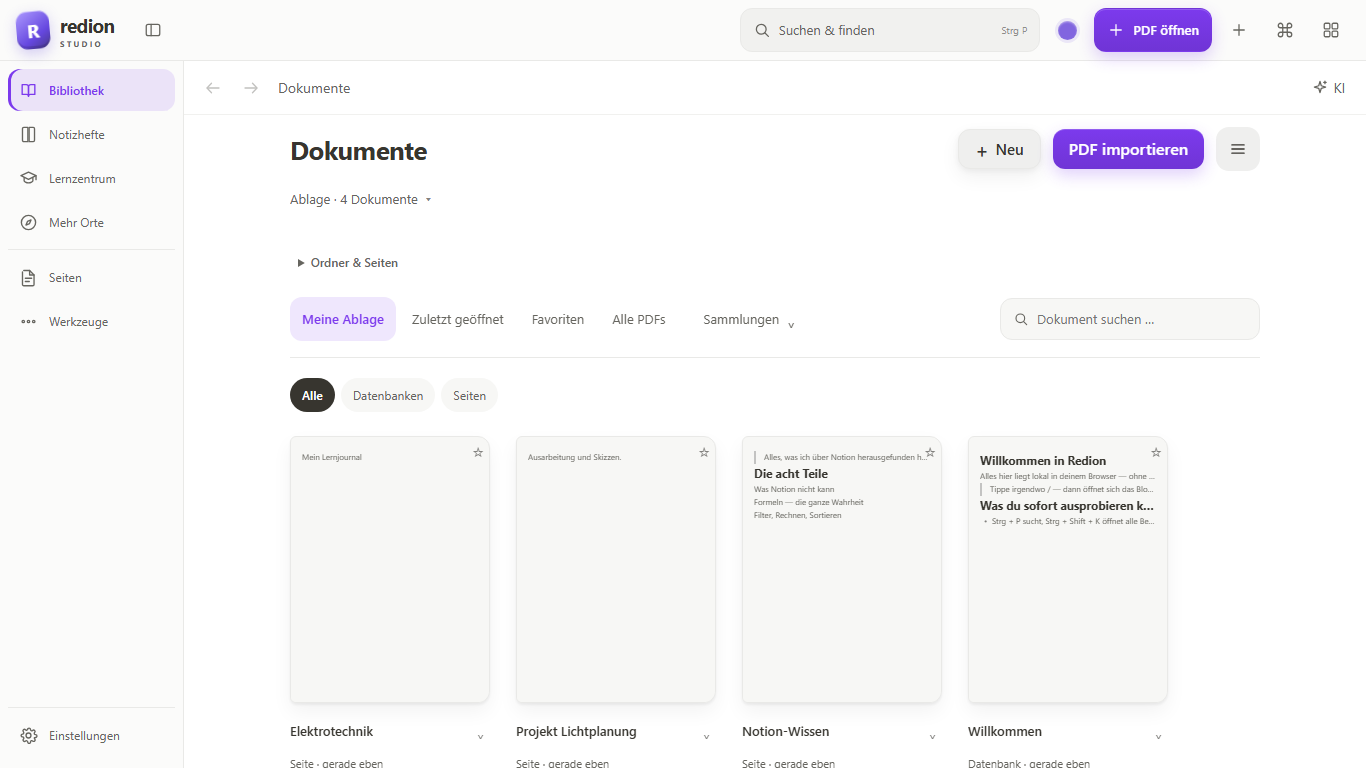 R redion
STUDIO
Suchen & finden
Strg P
PDF öffnen
Bibliothek
Notizhefte
Lernzentrum
Mehr Orte
Seiten
Werkzeuge
Einstellungen
Dokumente
KI
Dokumente
+ Neu
PDF importieren
Ablage · 4 Dokumente
Ordner & Seiten
Meine Ablage
Zuletzt geöffnet
Favoriten
Alle PDFs
Sammlungen
Dokument suchen ...
Alle
Datenbanken
Seiten
Mein Lernjournal
Elektrotechnik
Seite · gerade eben
Ausarbeitung und Skizzen.
Projekt Lichtplanung
Seite · gerade eben
Alles, was ich über Notion herausgefunden h...
Die acht Teile
Was Notion nicht kann
Formeln — die ganze Wahrheit
Filter, Rechnen, Sortieren
Notion-Wissen
Seite · gerade eben
Willkommen in Redion
Alles hier liegt lokal in deinem Browser — ohne ...
Tippe irgendwo / — dann öffnet sich das Blo...
Was du sofort ausprobieren k...
• Strg + P sucht, Strg + Shift + K öffnet alle Be...
Willkommen
Datenbank · gerade eben